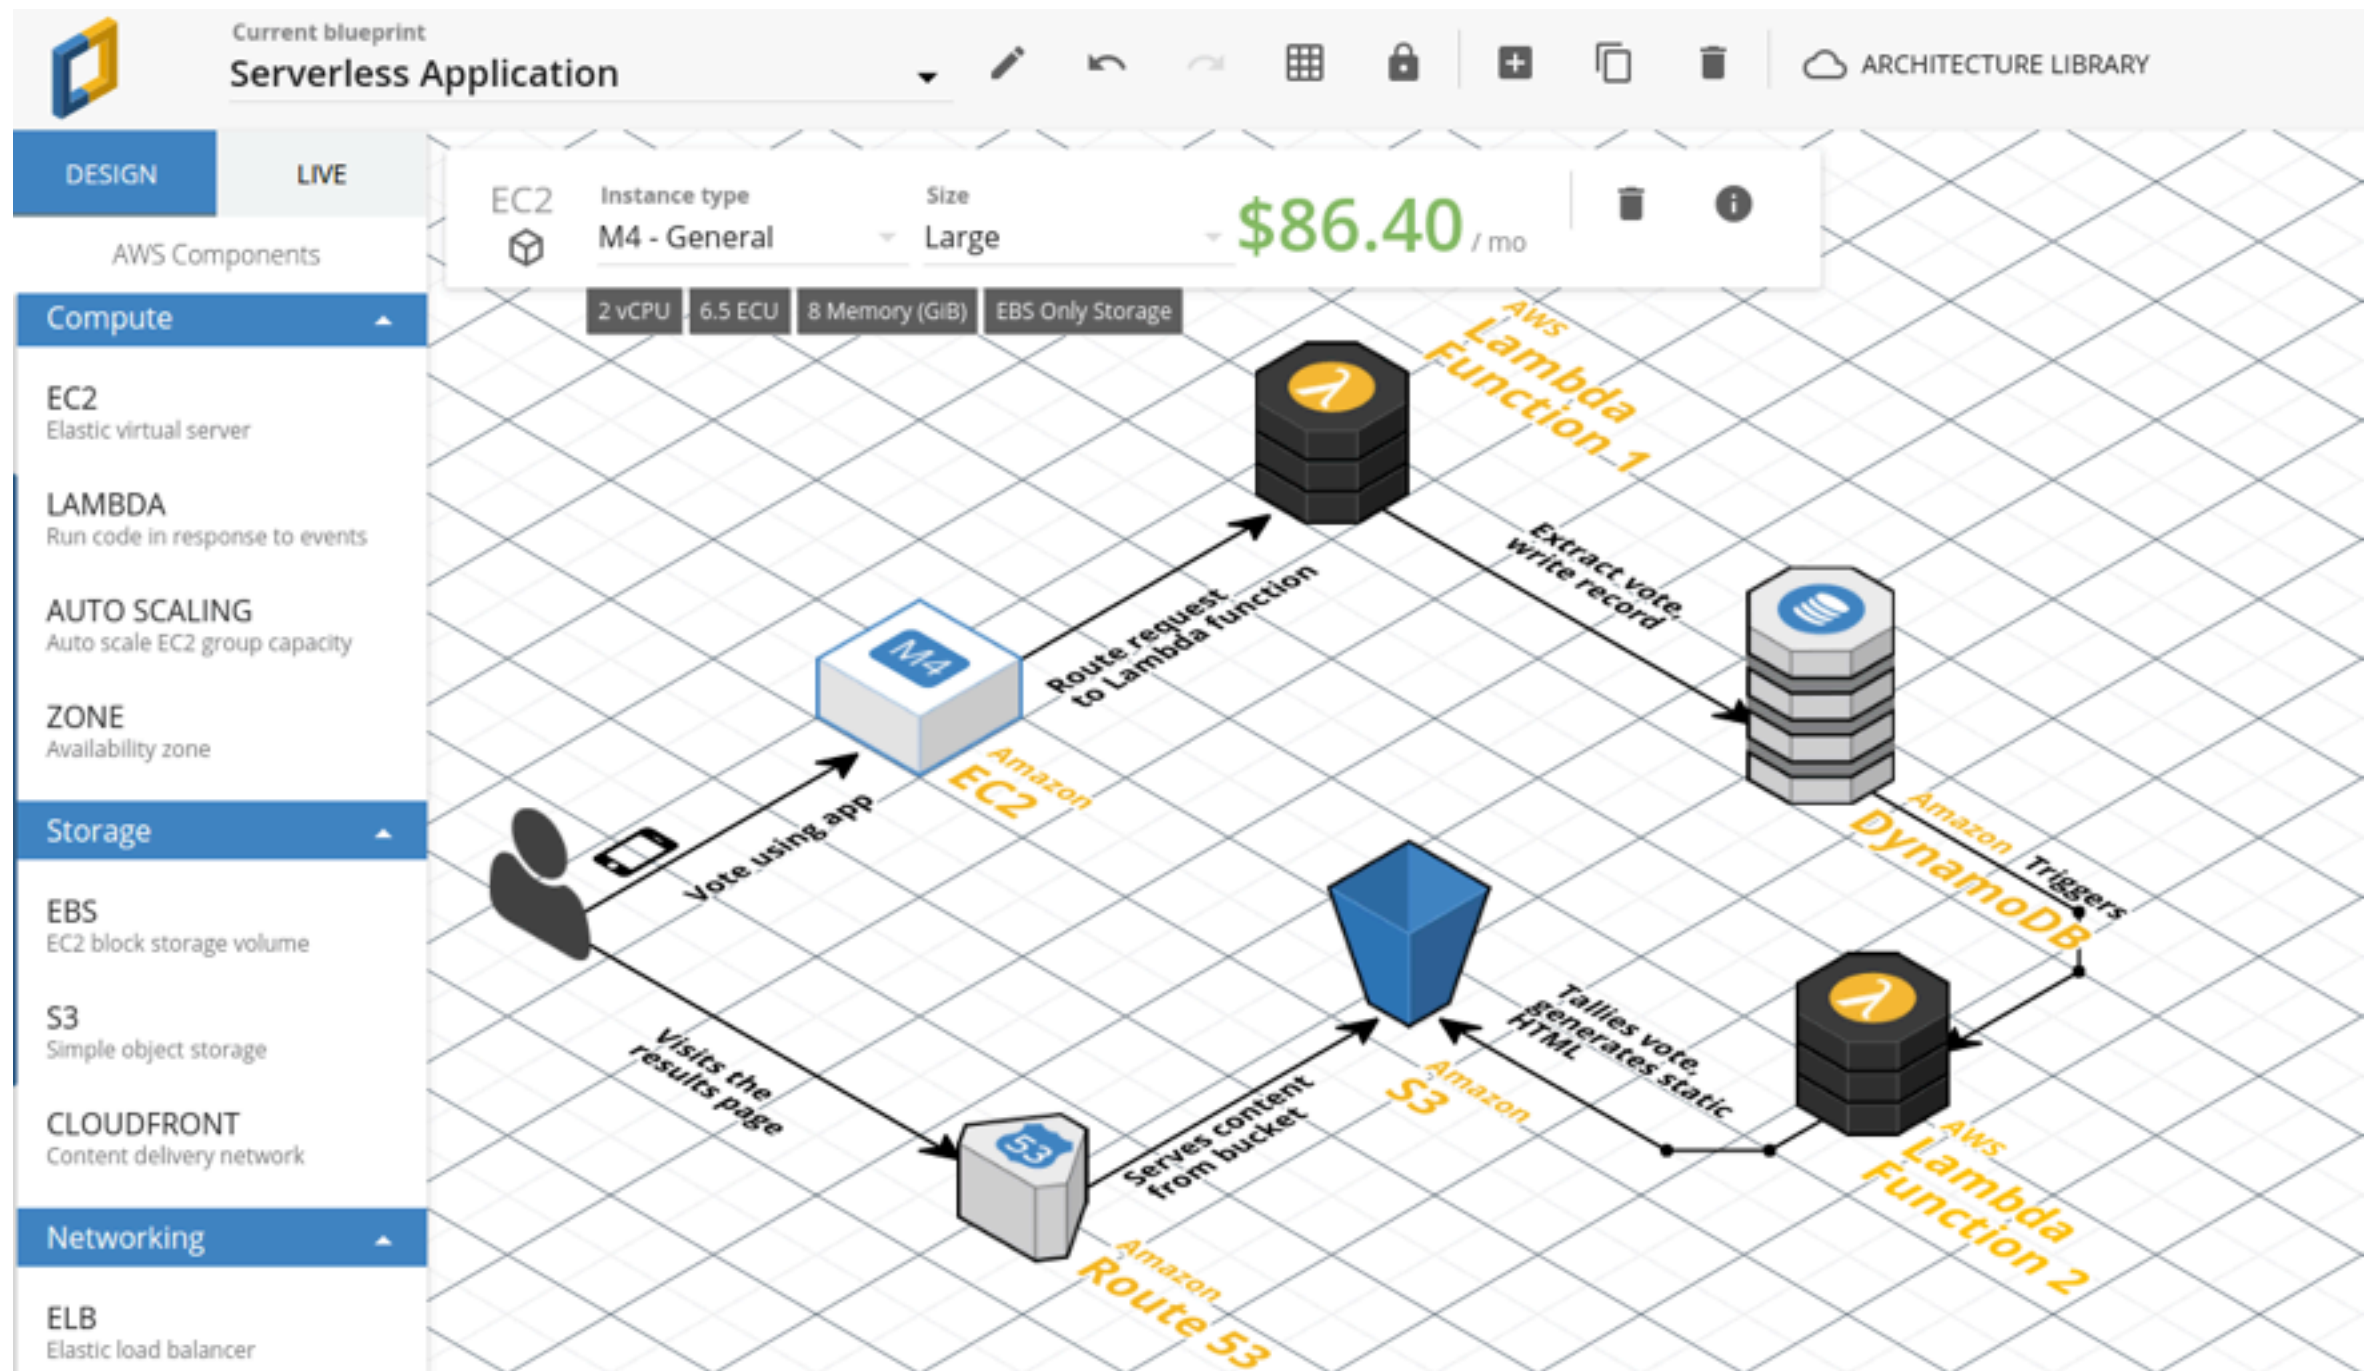 Current blueprint
Serverless Application
ARCHITECTURE LIBRARY
DESIGN
LIVE
AWS Components
Compute
EC2
Elastic virtual server
LAMBDA
Run code in response to events
AUTO SCALING
Auto scale EC2 group capacity
ZONE
Availability zone
Storage
EBS
EC2 block storage volume
S3
Simple object storage
CLOUDFRONT
Content delivery network
Networking
ELB
Elastic load balancer
EC2
Instance type
M4 - General
Size
Large
$86.40 / mo
2 vCPU
6.5 ECU
8 Memory (GiB)
EBS Only Storage
AWS
Lambda
Function 1
Extract vote,
write record
Route request
to Lambda function
M4
Amazon
EC2
Vote using app
Amazon
DynamoDB
Triggers
Tallies vote,
generates static
HTML
Amazon
S3
Visits the
results page
53
Serves content
from bucket
Amazon
Route 53
AWS
Lambda
Function 2